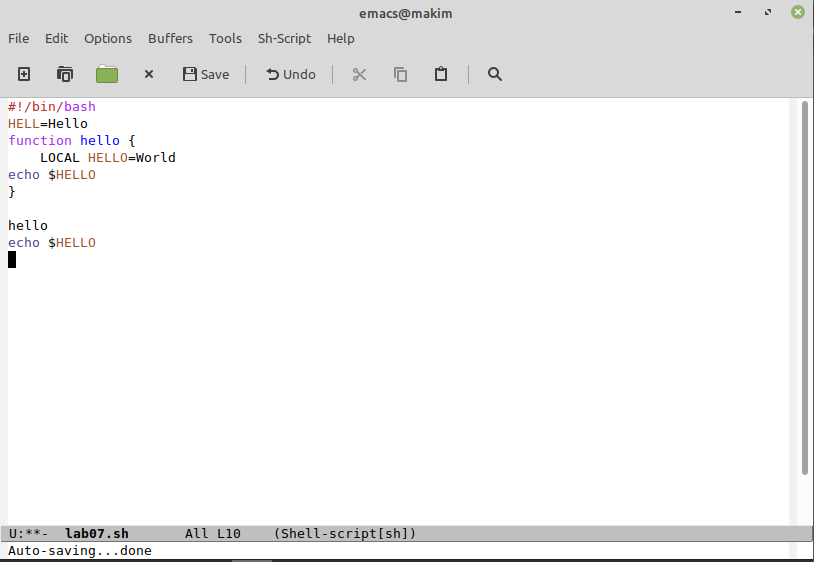 emacs@makim
File Edit Options Buffers Tools Sh-Script Help
Save Undo
#!/bin/bash
HELL=Hello
function hello {
    LOCAL HELLO=World
echo $HELLO
}

hello
echo $HELLO
U:**-  lab07.sh       All L10    (Shell-script[sh])
Auto-saving...done